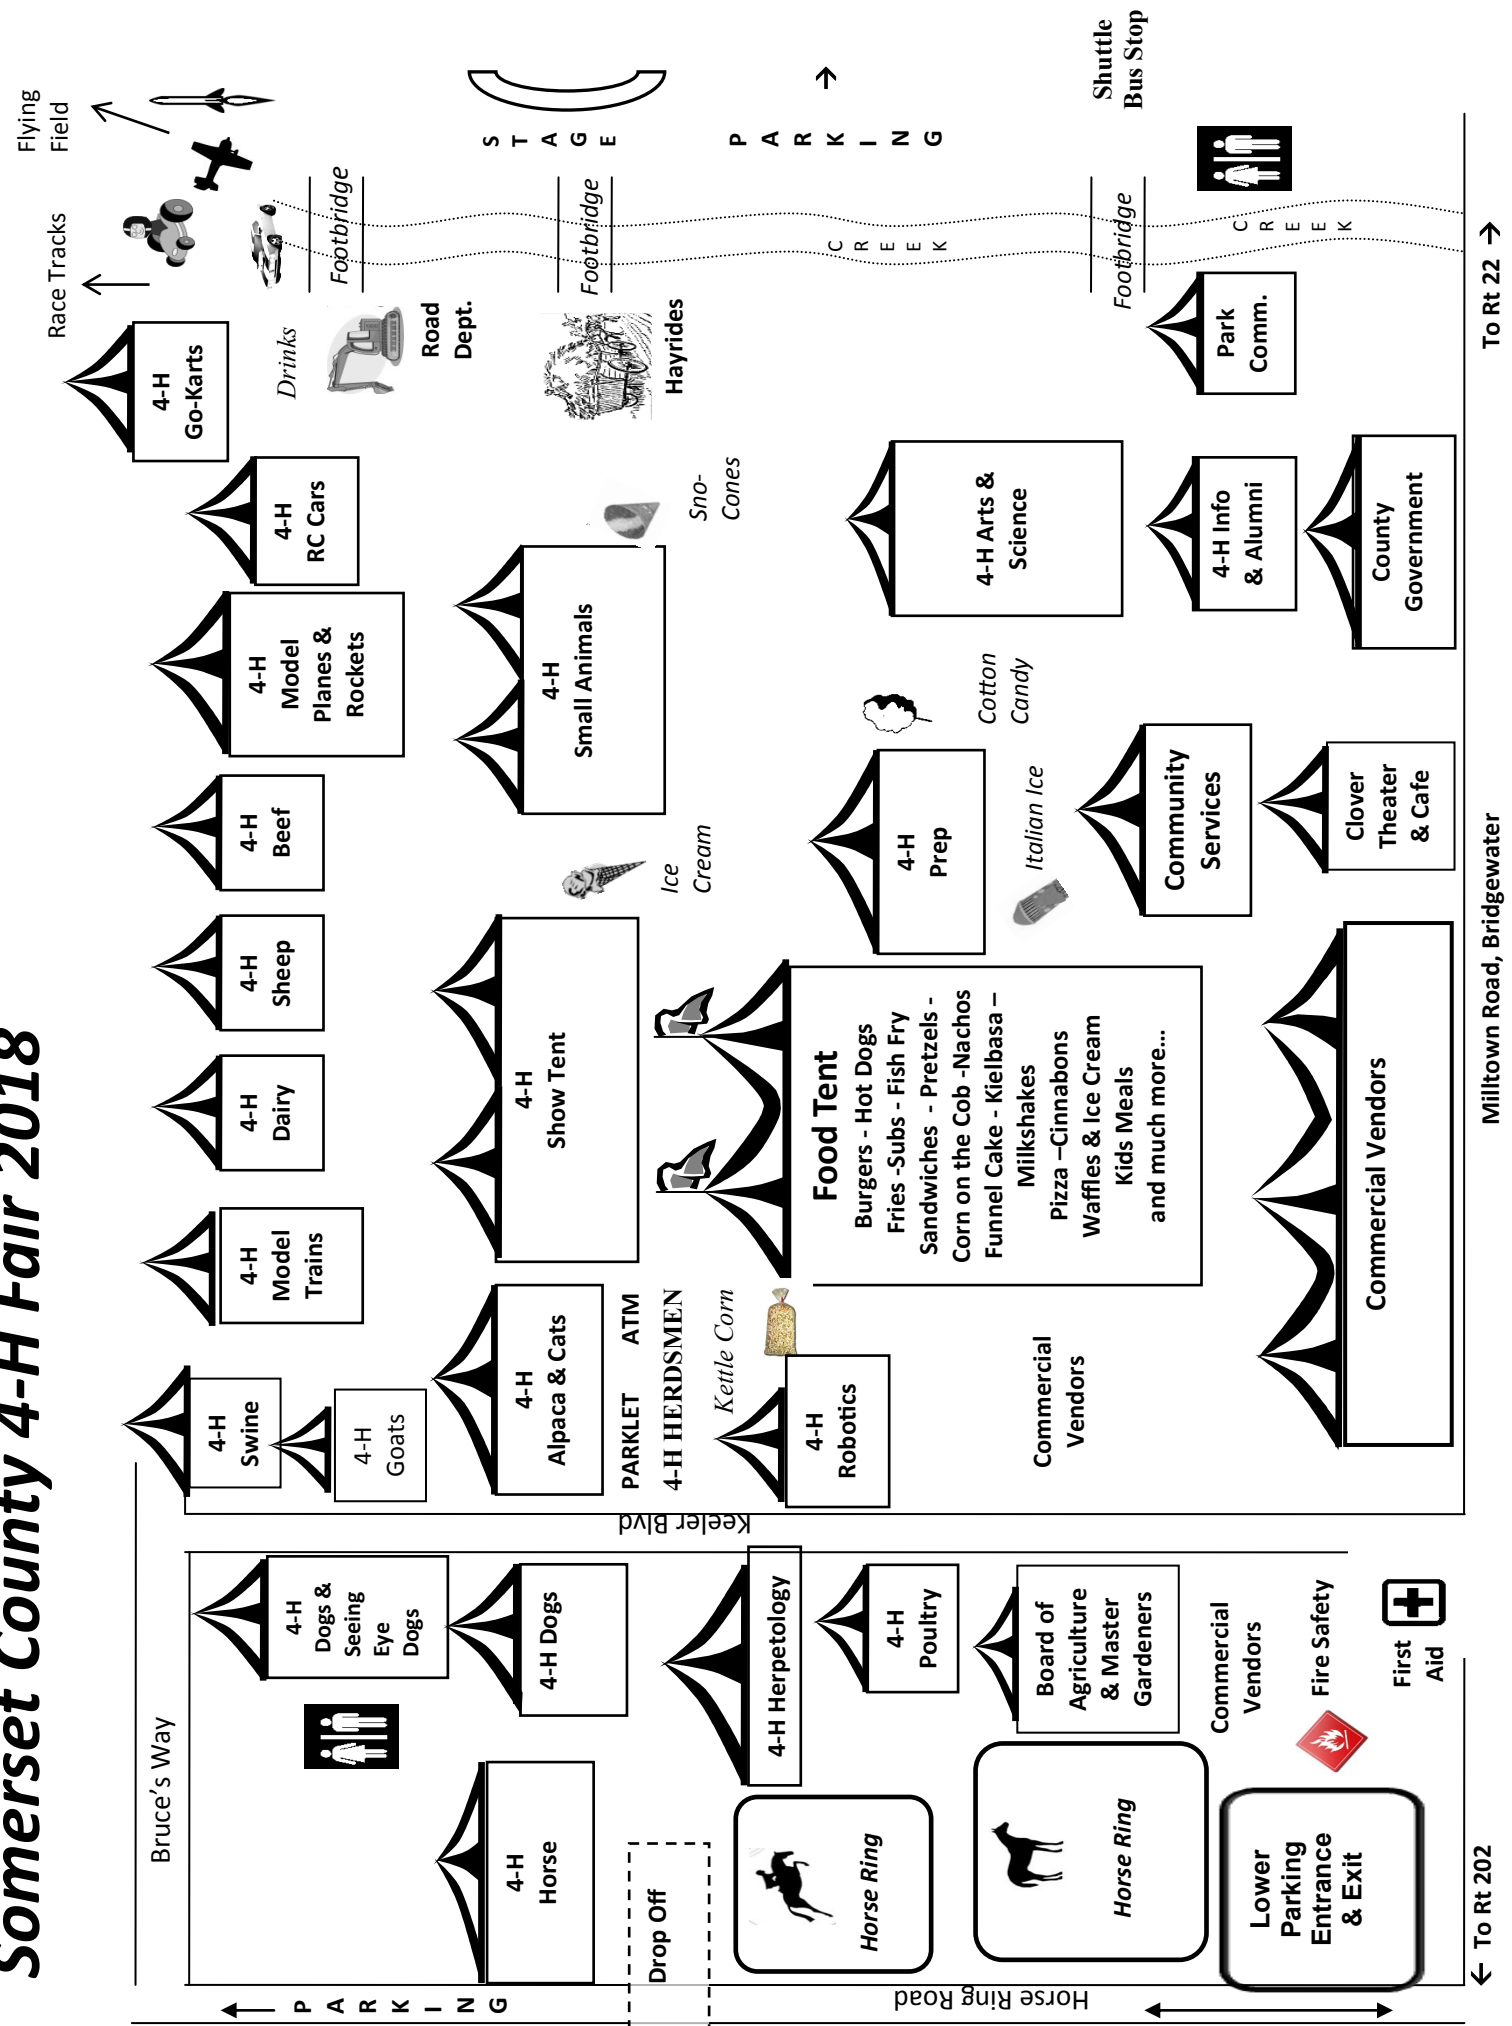 Somerset County 4-H Fair 2018
Bruce's Way
PARKING
4-H
Horse
Drop Off
Horse Ring
Horse Ring
Horse Ring Road
Lower
Parking
Entrance
& Exit
← To Rt 202
4-H
Dogs &
Seeing
Eye
Dogs
4-H Dogs
4-H Herpetology
4-H
Poultry
Board of
Agriculture
& Master
Gardeners
Commercial
Vendors
Fire Safety
First
Aid
Keeler Blvd
4-H
Swine
4-H
Goats
4-H
Alpaca & Cats
PARKLET ATM
4-H HERDSMEN
Kettle Corn
4-H
Robotics
Commercial
Vendors
4-H
Model
Trains
4-H
Dairy
4-H
Sheep
4-H
Beef
4-H
Show Tent
Food Tent
Burgers - Hot Dogs
Fries -Subs - Fish Fry
Sandwiches - Pretzels -
Corn on the Cob -Nachos
Funnel Cake - Kielbasa –
Milkshakes
Pizza –Cinnabons
Waffles & Ice Cream
Kids Meals
and much more…
Commercial Vendors
Milltown Road, Bridgewater
Ice
Cream
4-H
Prep
Italian Ice
Community
Services
Clover
Theater
& Cafe
4-H
Model
Planes &
Rockets
4-H
Small Animals
Cotton
Candy
4-H
RC Cars
Sno-
Cones
4-H Arts &
Science
4-H Info
& Alumni
County
Government
4-H
Go-Karts
Drinks
Road
Dept.
Hayrides
Park
Comm.
To Rt 22 →
Race Tracks
Flying
Field
Footbridge
Footbridge
Footbridge
CREEK
CREEK
STAGE
PARKING
→
Shuttle
Bus Stop